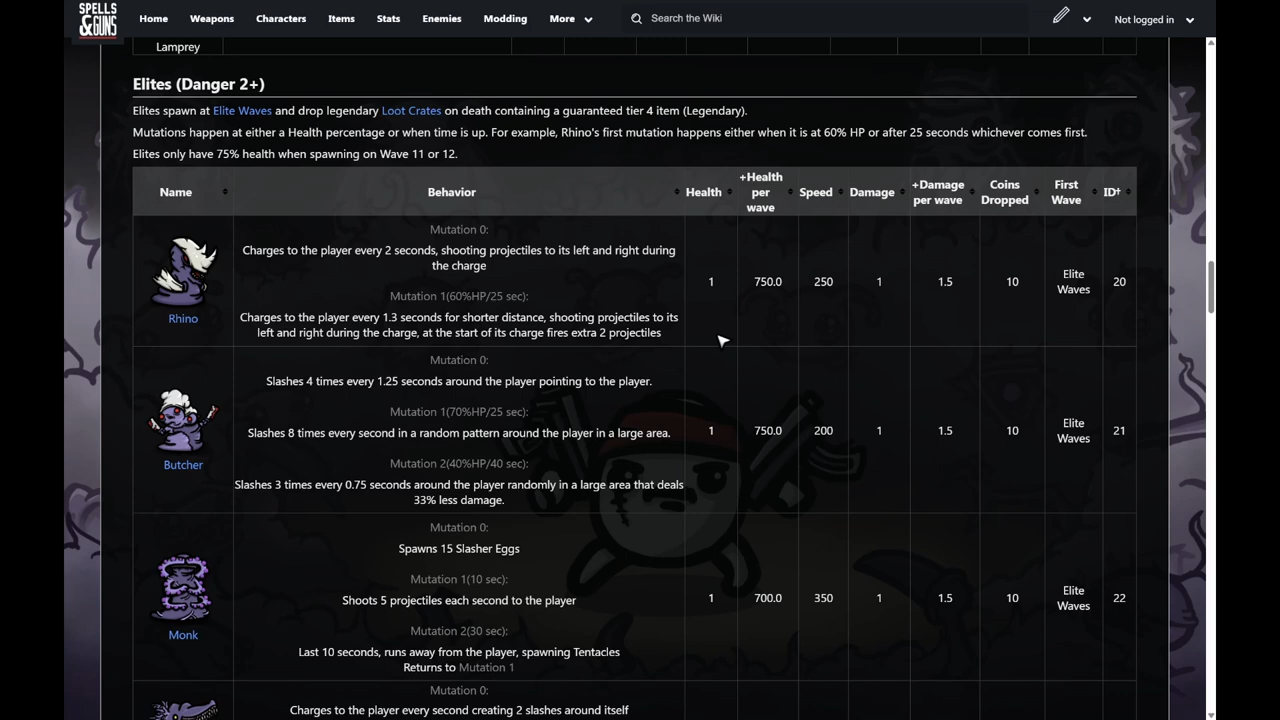 SPELLS
&GUNS
Home
Weapons
Characters
Items
Stats
Enemies
Modding
More
Search the Wiki
Not logged in
Lamprey
Elites (Danger 2+)
Elites spawn at Elite Waves and drop legendary Loot Crates on death containing a guaranteed tier 4 item (Legendary).
Mutations happen at either a Health percentage or when time is up. For example, Rhino's first mutation happens either when it is at 60% HP or after 25 seconds whichever comes first.
Elites only have 75% health when spawning on Wave 11 or 12.
Name
Behavior
Health
+Health
per
wave
Speed
Damage
+Damage
per wave
Coins
Dropped
First
Wave
ID†
Rhino
Mutation 0:
Charges to the player every 2 seconds, shooting projectiles to its left and right during
the charge
Mutation 1(60%HP/25 sec):
Charges to the player every 1.3 seconds for shorter distance, shooting projectiles to its
left and right during the charge, at the start of its charge fires extra 2 projectiles
1
750.0
250
1
1.5
10
Elite
Waves
20
Butcher
Mutation 0:
Slashes 4 times every 1.25 seconds around the player pointing to the player.
Mutation 1(70%HP/25 sec):
Slashes 8 times every second in a random pattern around the player in a large area.
Mutation 2(40%HP/40 sec):
Slashes 3 times every 0.75 seconds around the player randomly in a large area that deals
33% less damage.
1
750.0
200
1
1.5
10
Elite
Waves
21
Monk
Mutation 0:
Spawns 15 Slasher Eggs
Mutation 1(10 sec):
Shoots 5 projectiles each second to the player
Mutation 2(30 sec):
Last 10 seconds, runs away from the player, spawning Tentacles
Returns to Mutation 1
1
700.0
350
1
1.5
10
Elite
Waves
22
Mutation 0:
Charges to the player every second creating 2 slashes around itself